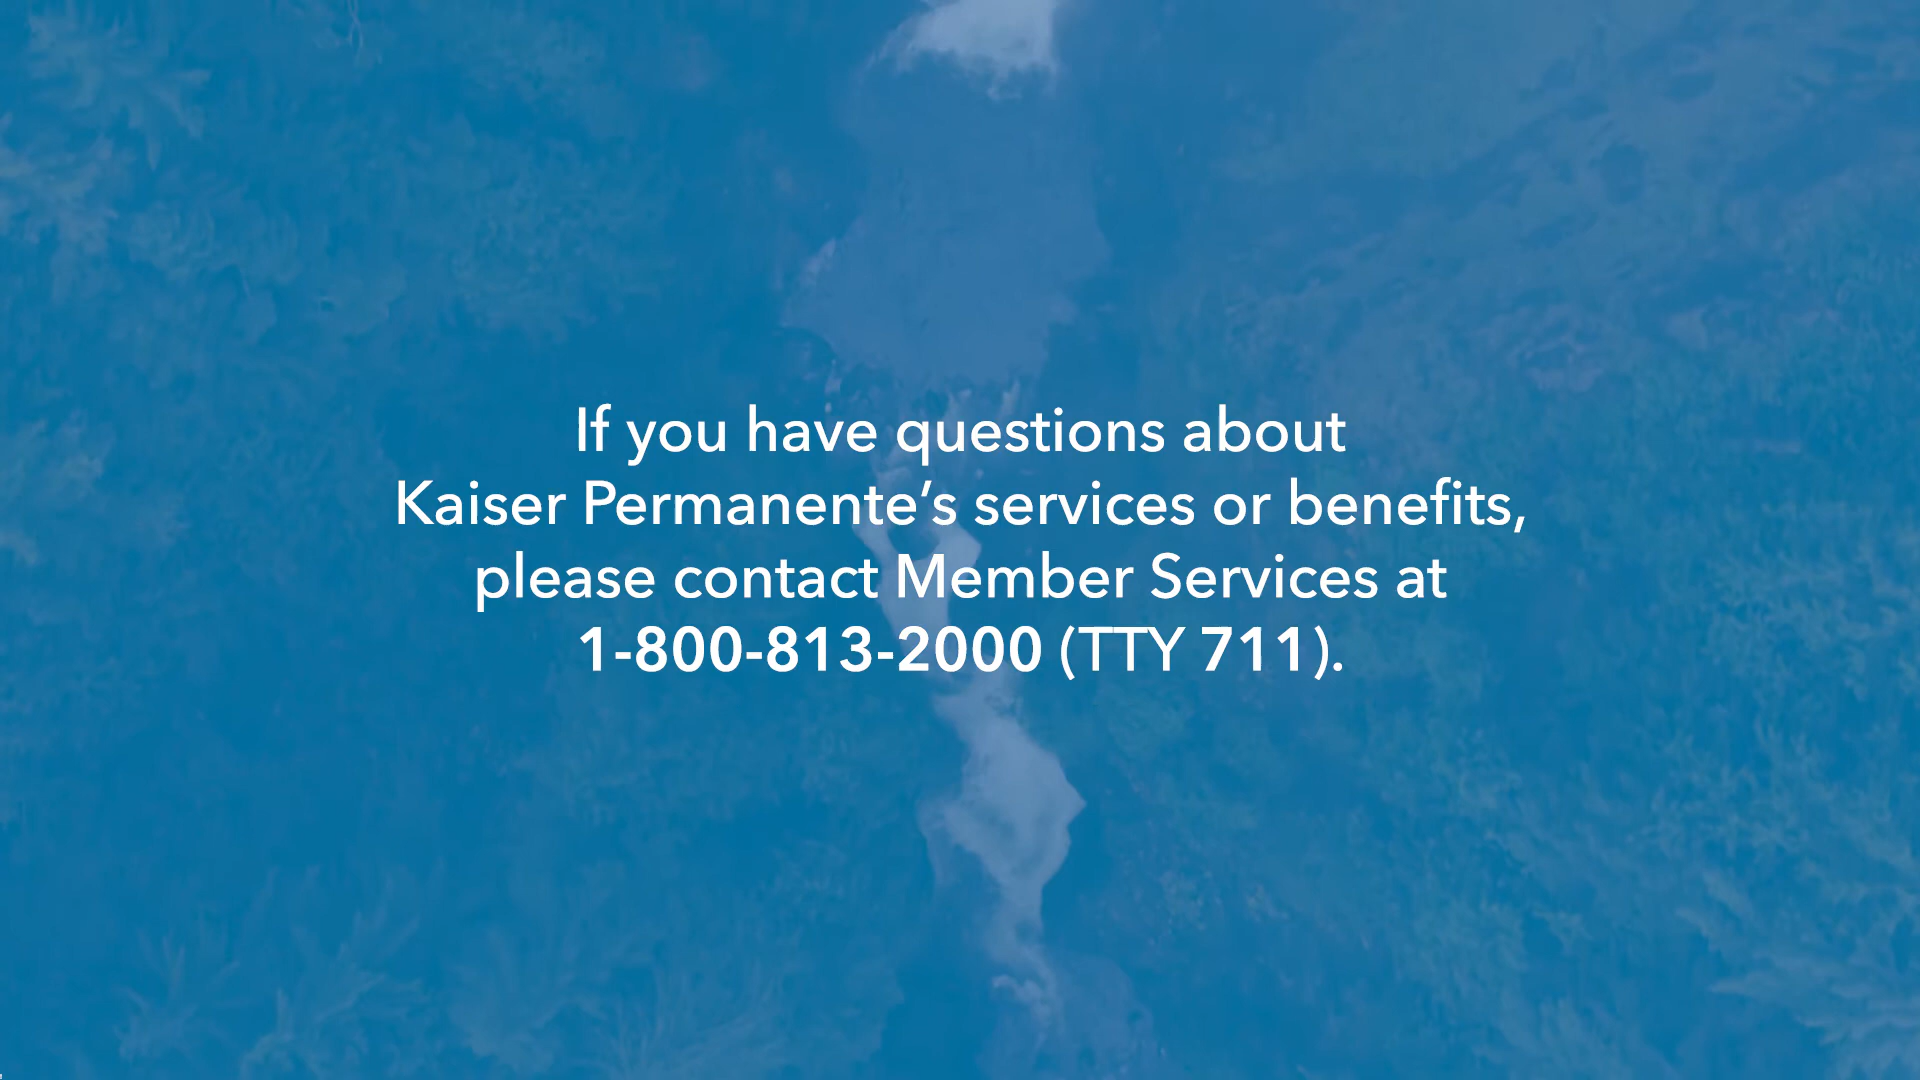 If you have questions about
Kaiser Permanente’s services or benefits,
please contact Member Services at
1-800-813-2000 (TTY 711).